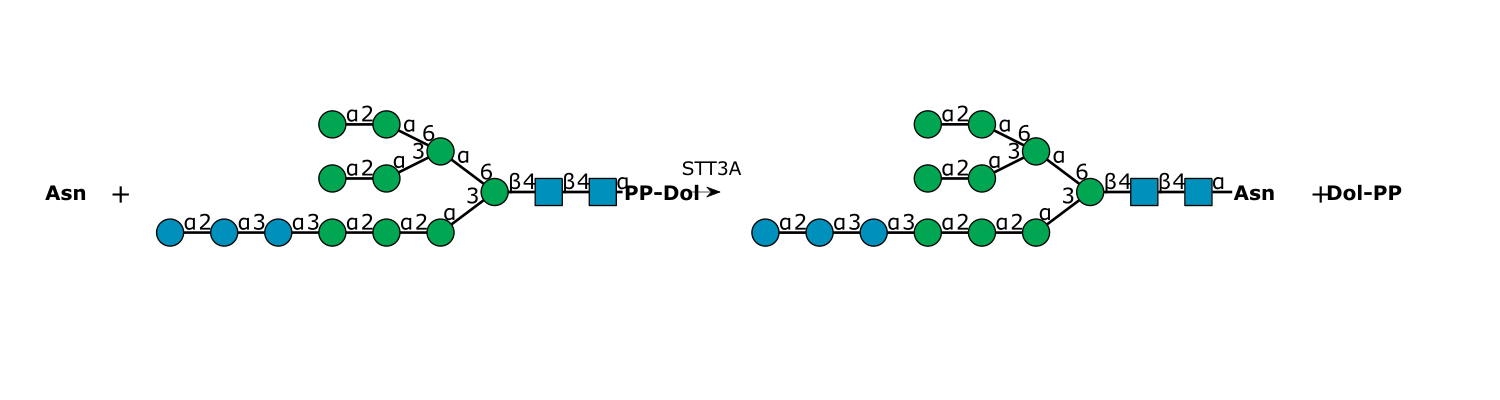 α2 α 6 α2 α 6
α2 α 3 α STT3A α2 α 3 α
Asn + 6 β4 β4 α PP-Dol 6 β4 β4 α Asn + Dol-PP
3 3
α2 α3 α3 α2 α2 α α2 α3 α3 α2 α2 α